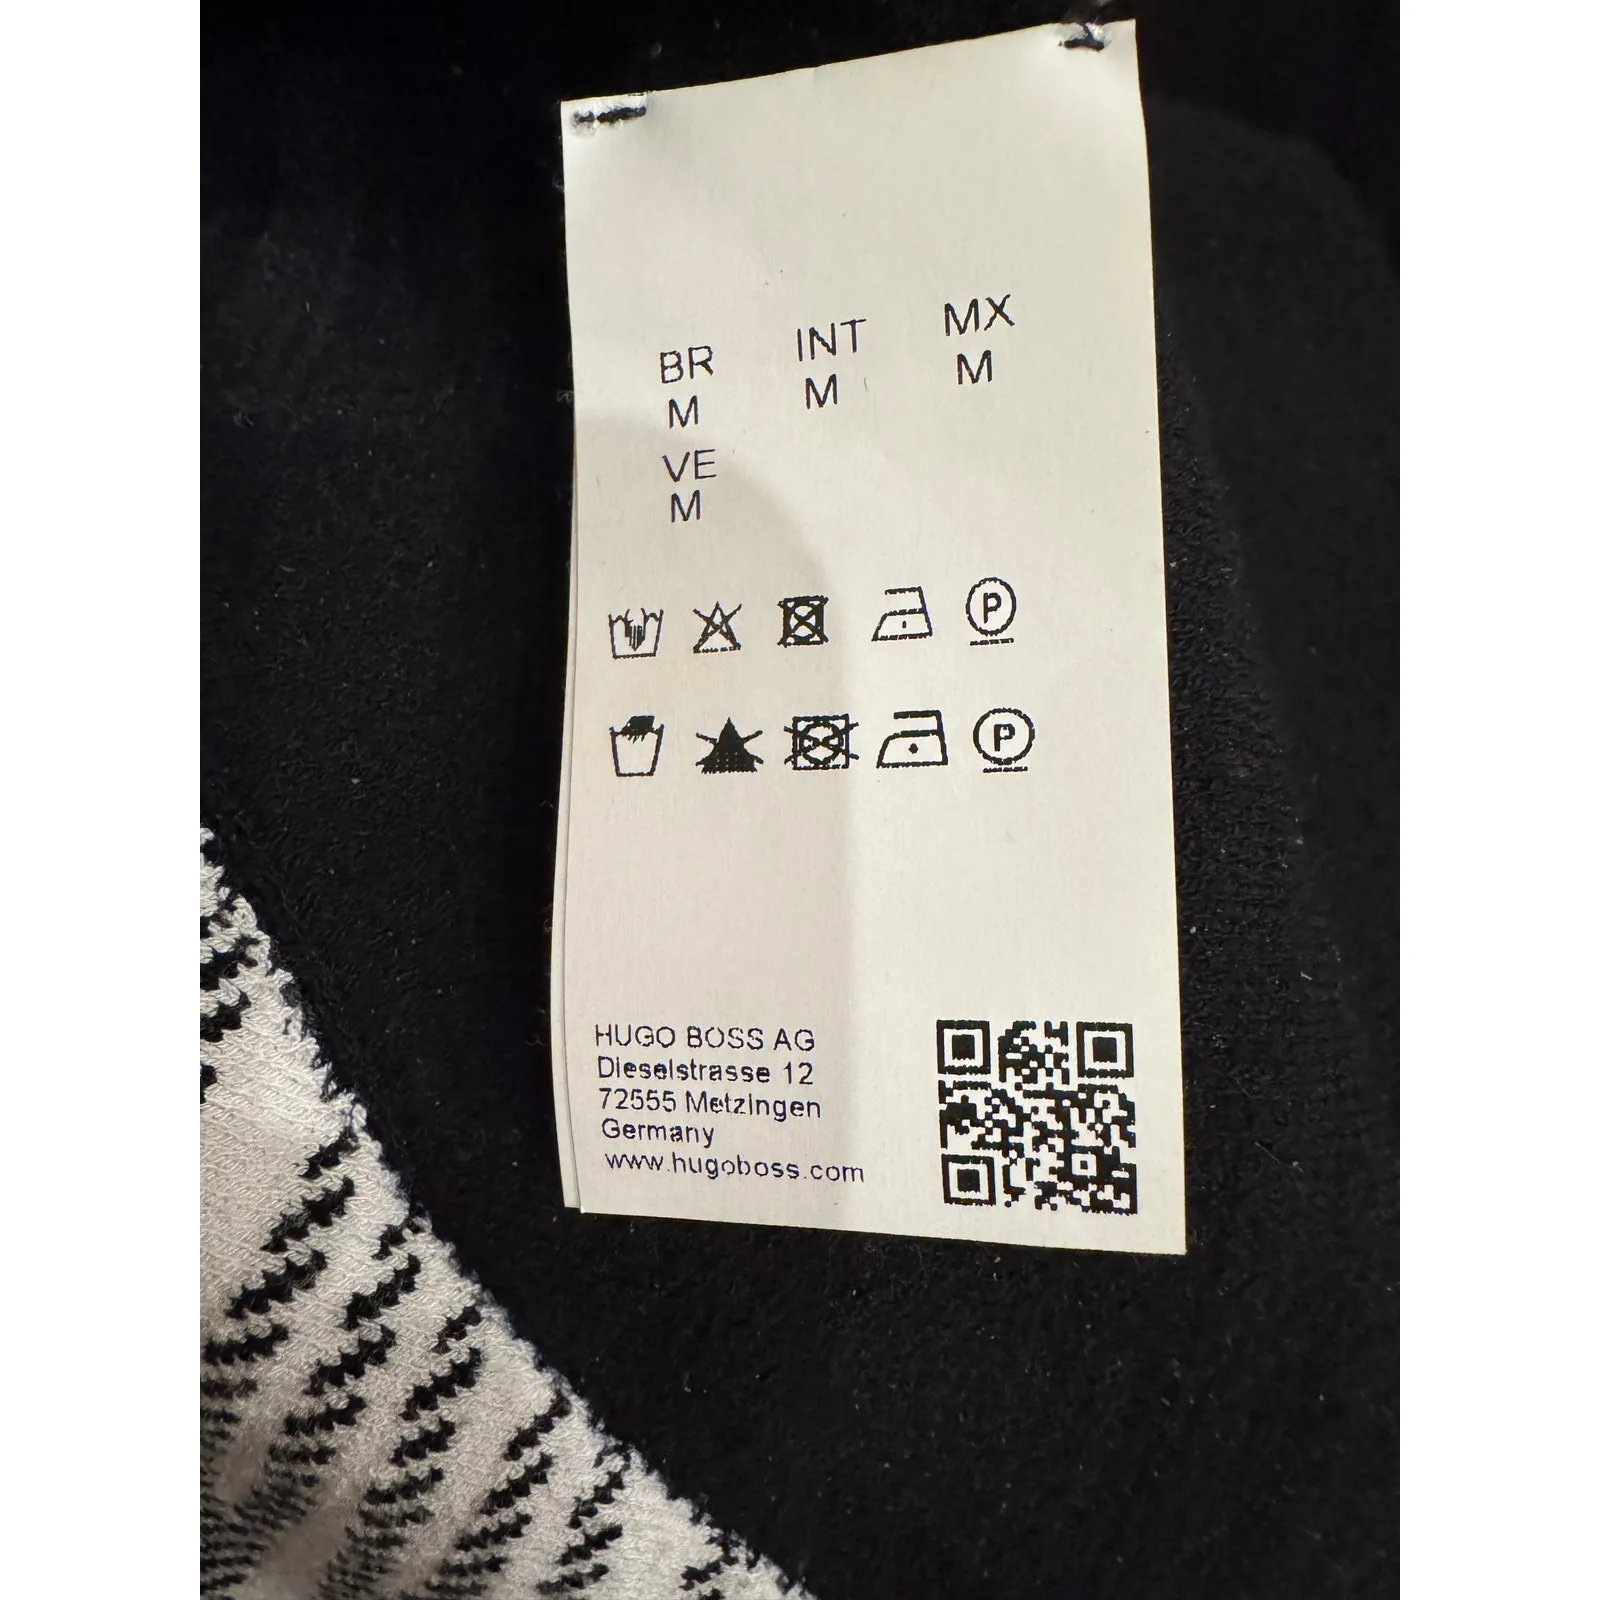 BR INT MX
M M M
VE
M
P
P
HUGO BOSS AG
Dieselstrasse 12
72555 Metzingen
Germany
www.hugoboss.com